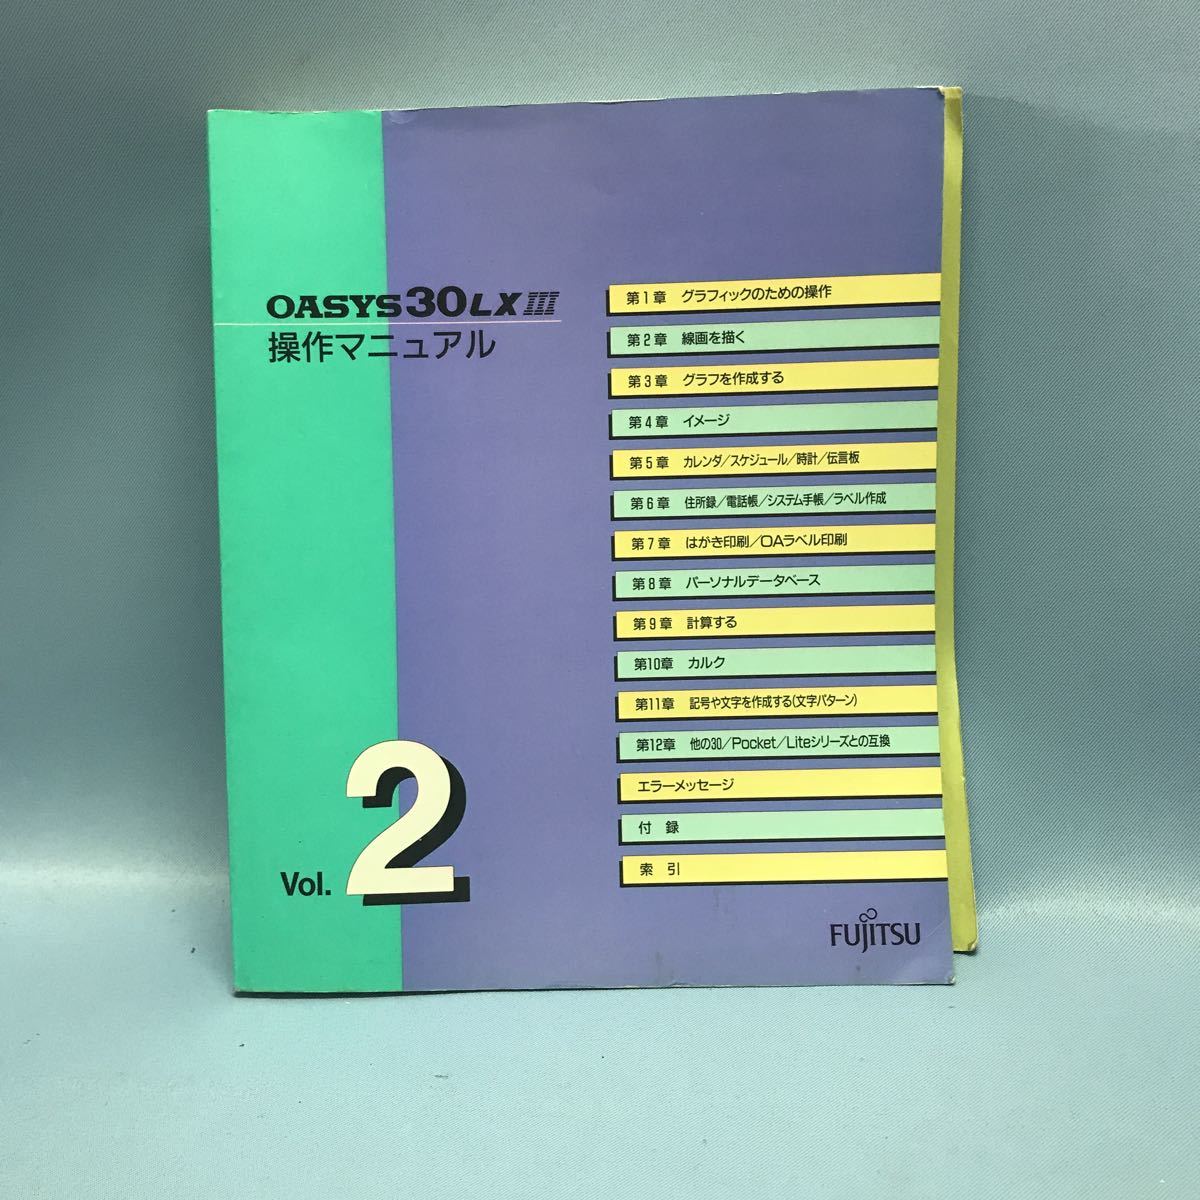 OASYS30LXIII
操作マニュアル
第1章 グラフィックのための操作
第2章 線画を描く
第3章 グラフを作成する
第4章 イメージ
第5章 カレンダ/スケジュール/時計/伝言板
第6章 住所録/電話帳/システム手帳/ラベル作成
第7章 はがき印刷/OAラベル印刷
第8章 パーソナルデータベース
第9章 計算する
第10章 カルク
第11章 記号や文字を作成する(文字パターン)
第12章 他の30/Pocket/Liteシリーズとの互換
エラーメッセージ
付 録
索 引
Vol. 2
FUJITSU